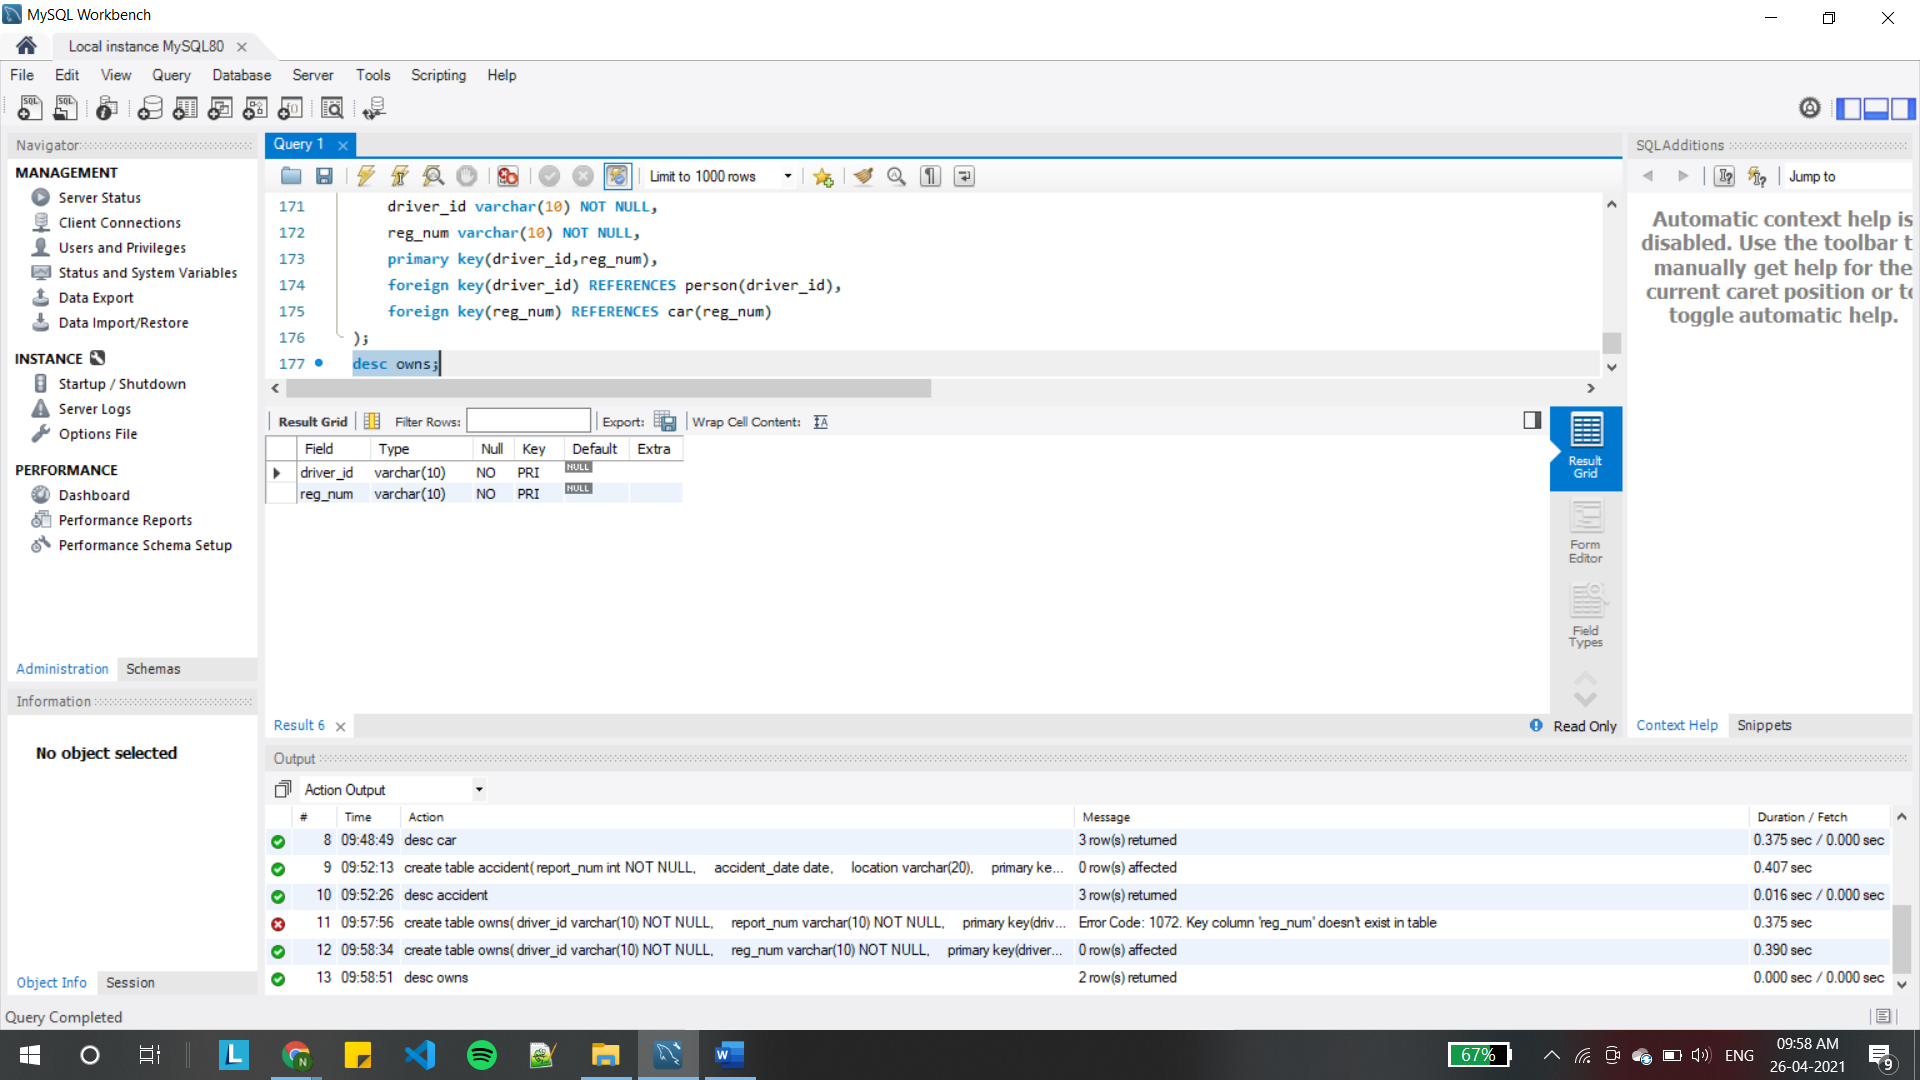 MySQL Workbench
Local instance MySQL80
File Edit View Query Database Server Tools Scripting Help
Navigator
MANAGEMENT
Server Status
Client Connections
Users and Privileges
Status and System Variables
Data Export
Data Import/Restore
INSTANCE
Startup / Shutdown
Server Logs
Options File
PERFORMANCE
Dashboard
Performance Reports
Performance Schema Setup
Administration Schemas
Information
No object selected
Object Info Session
Query Completed
Query 1
Limit to 1000 rows
171 driver_id varchar(10) NOT NULL,
172 reg_num varchar(10) NOT NULL,
173 primary key(driver_id,reg_num),
174 foreign key(driver_id) REFERENCES person(driver_id),
175 foreign key(reg_num) REFERENCES car(reg_num)
176 );
177 desc owns;
Result Grid Filter Rows: Export: Wrap Cell Content:
Field Type Null Key Default Extra
driver_id varchar(10) NO PRI NULL
reg_num varchar(10) NO PRI NULL
Result Grid
Form Editor
Field Types
Result 6
Read Only
SQLAdditions
Jump to
Automatic context help is
disabled. Use the toolbar t
manually get help for the
current caret position or to
toggle automatic help.
Context Help Snippets
Output
Action Output
# Time Action Message Duration / Fetch
8 09:48:49 desc car 3 row(s) returned 0.375 sec / 0.000 sec
9 09:52:13 create table accident( report_num int NOT NULL, accident_date date, location varchar(20), primary ke... 0 row(s) affected 0.407 sec
10 09:52:26 desc accident 3 row(s) returned 0.016 sec / 0.000 sec
11 09:57:56 create table owns( driver_id varchar(10) NOT NULL, report_num varchar(10) NOT NULL, primary key(driv... Error Code: 1072. Key column 'reg_num' doesn't exist in table 0.375 sec
12 09:58:34 create table owns( driver_id varchar(10) NOT NULL, reg_num varchar(10) NOT NULL, primary key(driver... 0 row(s) affected 0.390 sec
13 09:58:51 desc owns 2 row(s) returned 0.000 sec / 0.000 sec
67%
ENG
09:58 AM
26-04-2021
9